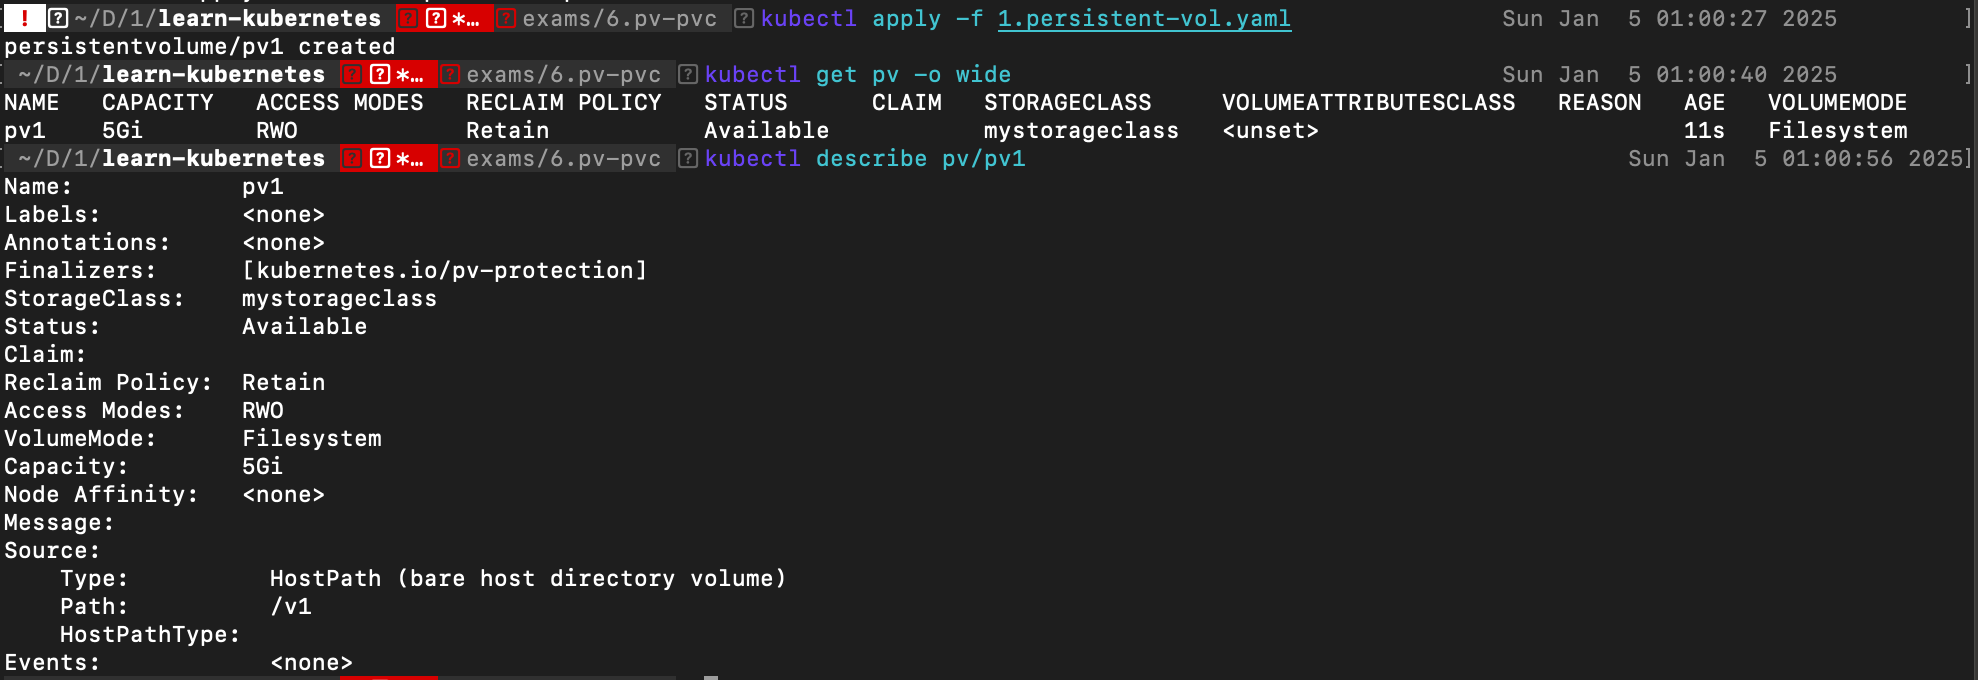 ! ? ~/D/1/learn-kubernetes ? ? *… ? exams/6.pv-pvc ? kubectl apply -f 1.persistent-vol.yaml Sun Jan  5 01:00:27 2025 ]
persistentvolume/pv1 created
~/D/1/learn-kubernetes ? ? *… ? exams/6.pv-pvc ? kubectl get pv -o wide Sun Jan  5 01:00:40 2025 ]
NAME   CAPACITY   ACCESS MODES   RECLAIM POLICY   STATUS      CLAIM   STORAGECLASS     VOLUMEATTRIBUTESCLASS   REASON   AGE   VOLUMEMODE
pv1    5Gi        RWO            Retain           Available           mystorageclass   <unset>                          11s   Filesystem
~/D/1/learn-kubernetes ? ? *… ? exams/6.pv-pvc ? kubectl describe pv/pv1 Sun Jan  5 01:00:56 2025]
Name:            pv1
Labels:          <none>
Annotations:     <none>
Finalizers:      [kubernetes.io/pv-protection]
StorageClass:    mystorageclass
Status:          Available
Claim:
Reclaim Policy:  Retain
Access Modes:    RWO
VolumeMode:      Filesystem
Capacity:        5Gi
Node Affinity:   <none>
Message:
Source:
    Type:          HostPath (bare host directory volume)
    Path:          /v1
    HostPathType:
Events:            <none>